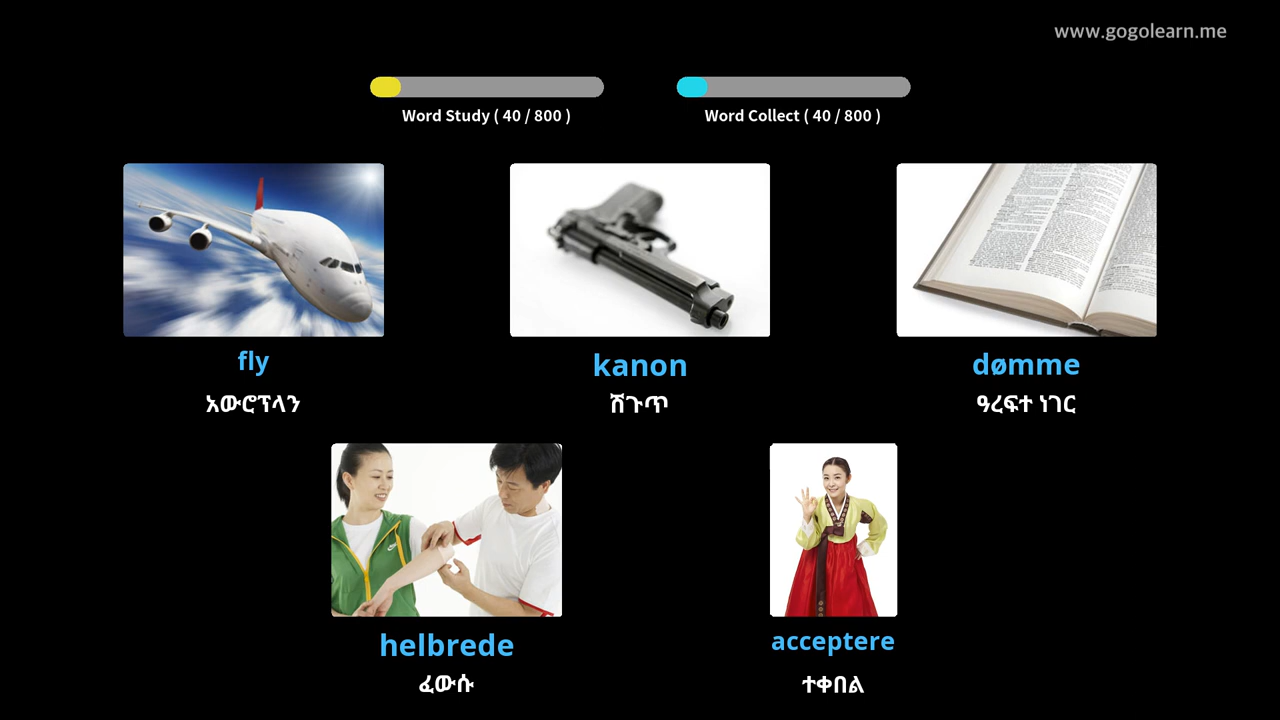 www.gogolearn.me
Word Study ( 40 / 800 )
Word Collect ( 40 / 800 )
fly
kanon
dømme
አውሮፕላን
ሽጉጥ
ዓረፍተ ነገር
helbrede
acceptere
ፈውሱ
ተቀበል